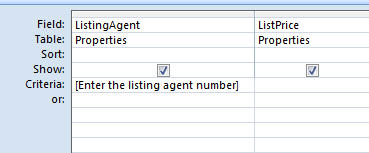 Field: ListingAgent ListPrice
Table: Properties Properties
Sort:
Show:
Criteria: [Enter the listing agent number]
or: